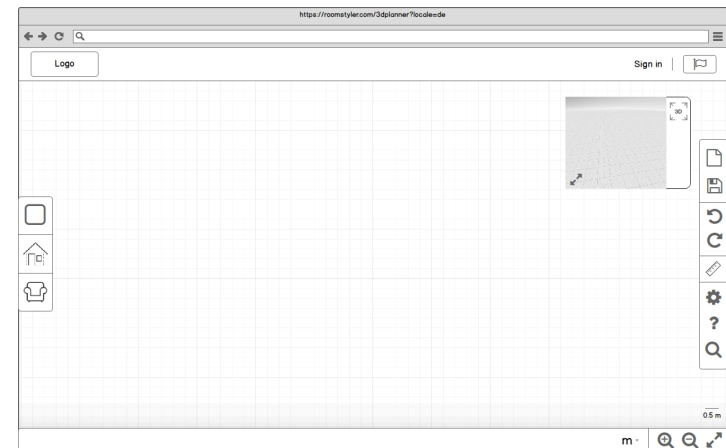 https://roomstyler.com/3dplanner?locale=de
Logo
Sign in
3D
?
0.5 m
m